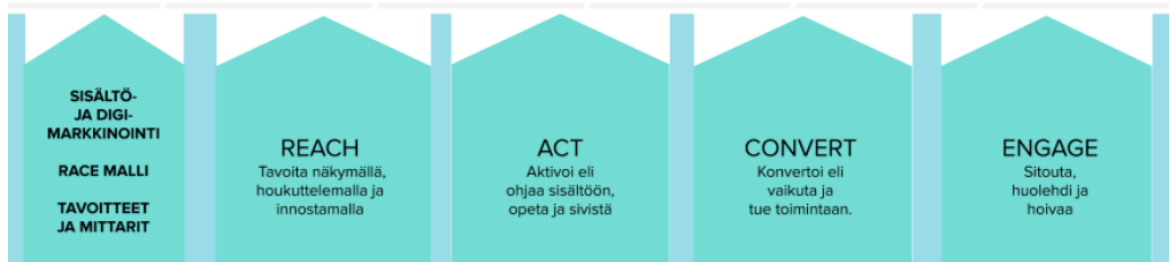 SISÄLTÖ-
JA DIGI-
MARKKINOINTI
RACE MALLI
TAVOITTEET
JA MITTARIT
REACH
Tavoita näkymällä,
houkuttelemalla ja
innostamalla
ACT
Aktivoi eli
ohjaa sisältöön,
opeta ja sivistä
CONVERT
Konvertoi eli
vaikuta ja
tue toimintaan.
ENGAGE
Sitouta,
huolehdi ja
hoivaa